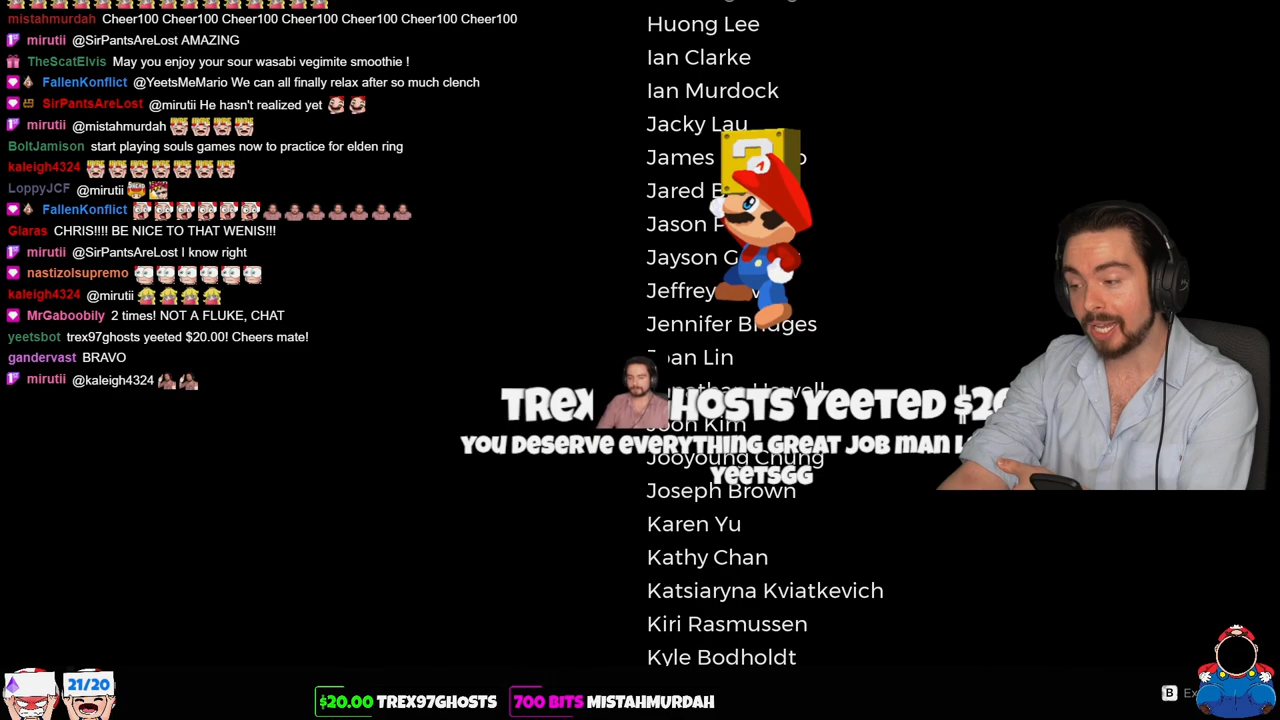 mistahmurdah Cheer100 Cheer100 Cheer100 Cheer100 Cheer100 Cheer100 Cheer100
mirutii @SirPantsAreLost AMAZING
TheScatElvis May you enjoy your sour wasabi vegimite smoothie !
FallenKonflict @YeetsMeMario We can all finally relax after so much clench
SirPantsAreLost @mirutii He hasn't realized yet
mirutii @mistahmurdah
BoltJamison start playing souls games now to practice for elden ring
kaleigh4324
LoppyJCF @mirutii
FallenKonflict
Glaras CHRIS!!!! BE NICE TO THAT WENIS!!!
mirutii @SirPantsAreLost I know right
nastizolsupremo
kaleigh4324 @mirutii
MrGaboobily 2 times! NOT A FLUKE, CHAT
yeetsbot trex97ghosts yeeted $20.00! Cheers mate!
gandervast BRAVO
mirutii @kaleigh4324
Huong Lee
Ian Clarke
Ian Murdock
Jacky Lau
James
Jared
Jason
Jayson
Jeffrey
Jennifer Bridges
Joan Lin
Jonathan Howell
Joon Kim
Jooyoung Chung
Joseph Brown
Karen Yu
Kathy Chan
Katsiaryna Kviatkevich
Kiri Rasmussen
Kyle Bodholdt
YEETED
YOU DESERVE EVERYTHING GREAT JOB MAN
YEETSGG
21/20
$20.00 TREX97GHOSTS
700 BITS MISTAHMURDAH
B